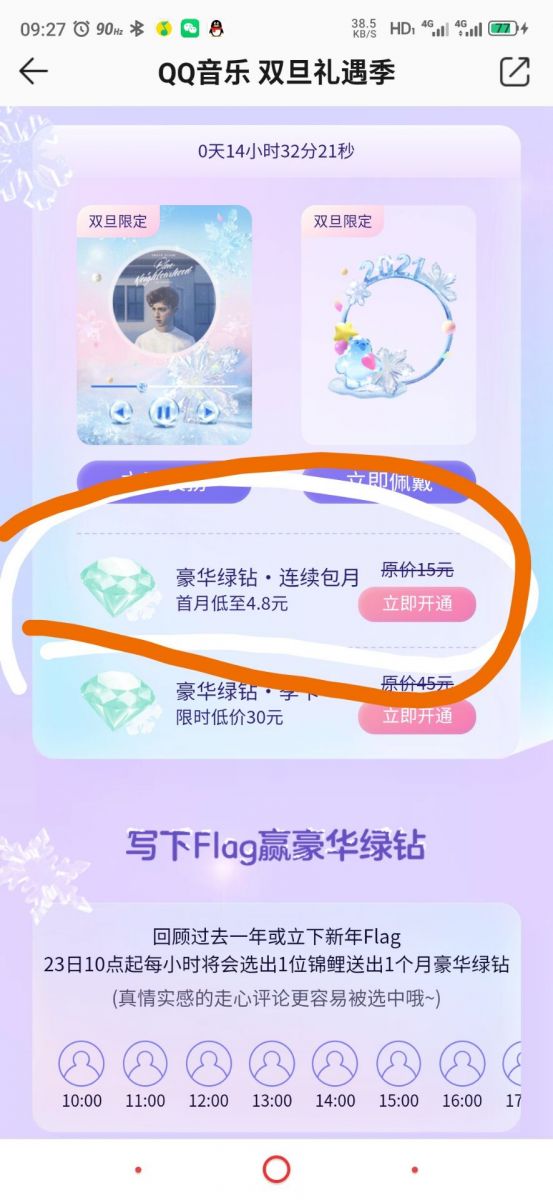 09:27
90Hz
38.5
KB/S
HD1
4G
4G
77
QQ音乐 双旦礼遇季
0天14小时32分21秒
双旦限定
双旦限定
Blue
Neighbourhood
2021
立即佩戴
豪华绿钻·连续包月
原价15元
首月低至4.8元
立即开通
豪华绿钻·季卡
原价45元
限时低价30元
立即开通
写下Flag赢豪华绿钻
回顾过去一年或立下新年Flag
23日10点起每小时将会选出1位锦鲤送出1个月豪华绿钻
(真情实感的走心评论更容易被选中哦~)
10:00
11:00
12:00
13:00
14:00
15:00
16:00
17